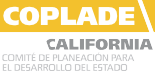 COPLADE
CALIFORNIA
COMITÉ DE PLANEACIÓN PARA
EL DESARROLLO DEL ESTADO